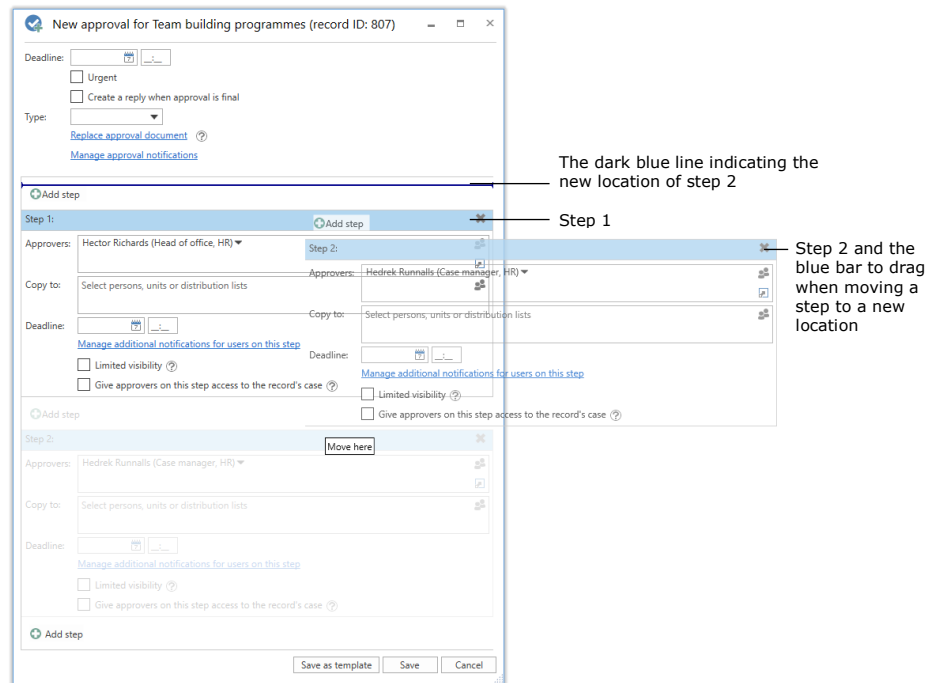 New approval for Team building programmes (record ID: 807)
Deadline:
_:_
Urgent
Create a reply when approval is final
Type:
Replace approval document
Manage approval notifications
The dark blue line indicating the
new location of step 2
Add step
Step 1:
Add step
Step 1
Approvers: Hector Richards (Head of office, HR)
Copy to: Select persons, units or distribution lists
Deadline: _:_
Manage additional notifications for users on this step
Limited visibility
Give approvers on this step access to the record's case
Step 2:
Approvers: Hedrek Runnalls (Case manager, HR)
Copy to: Select persons, units or distribution lists
Deadline: _:_
Manage additional notifications for users on this step
Limited visibility
Give approvers on this step access to the record's case
Step 2 and the
blue bar to drag
when moving a
step to a new
location
Add step
Step 2:
Move here
Approvers: Hedrek Runnalls (Case manager, HR)
Copy to: Select persons, units or distribution lists
Deadline: _:_
Manage additional notifications for users on this step
Limited visibility
Give approvers on this step access to the record's case
Add step
Save as template Save Cancel